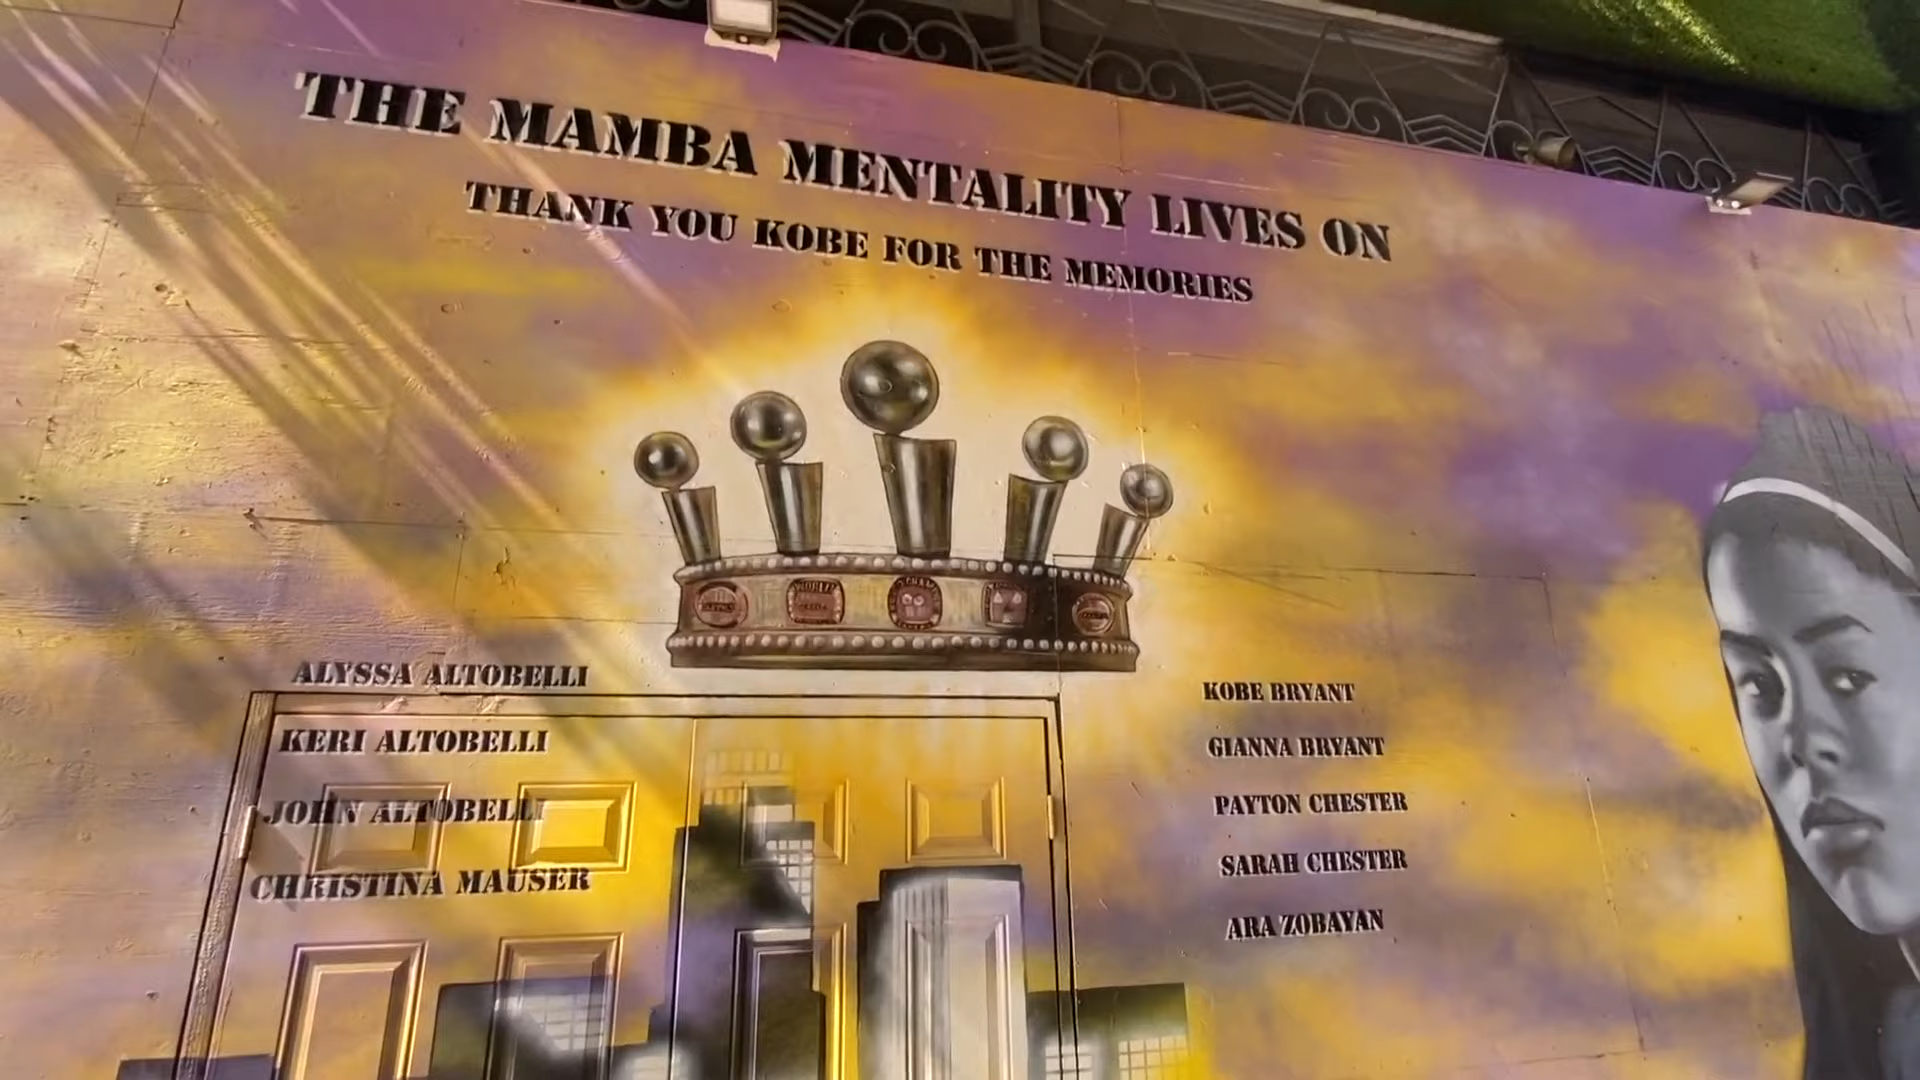 THE MAMBA MENTALITY LIVES ON
THANK YOU KOBE FOR THE MEMORIES
ALYSSA ALTOBELLI
KERI ALTOBELLI
JOHN ALTOBELLI
CHRISTINA MAUSER
KOBE BRYANT
GIANNA BRYANT
PAYTON CHESTER
SARAH CHESTER
ARA ZOBAYAN